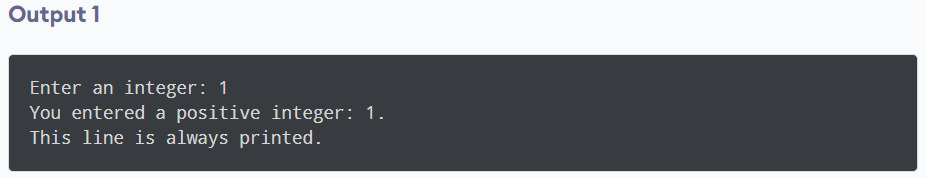 Output 1
Enter an integer: 1
You entered a positive integer: 1.
This line is always printed.